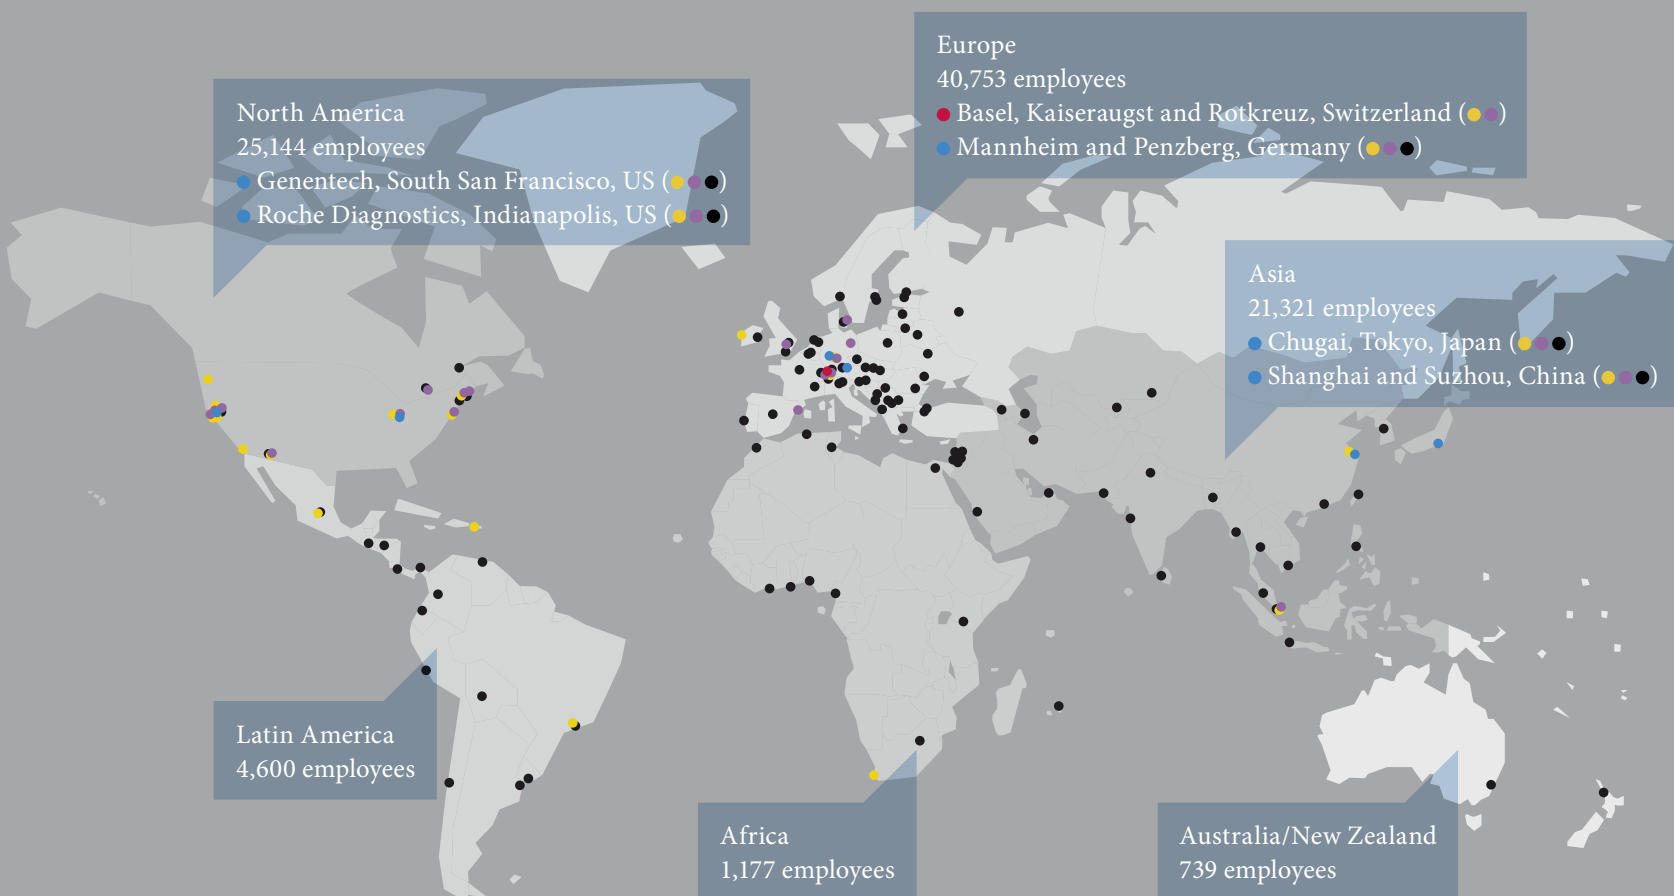 North America
25,144 employees
Genentech, South San Francisco, US ( )
Roche Diagnostics, Indianapolis, US ( )
Europe
40,753 employees
Basel, Kaiseraugst and Rotkreuz, Switzerland ( )
Mannheim and Penzberg, Germany ( )
Asia
21,321 employees
Chugai, Tokyo, Japan ( )
Shanghai and Suzhou, China ( )
Latin America
4,600 employees
Africa
1,177 employees
Australia/New Zealand
739 employees